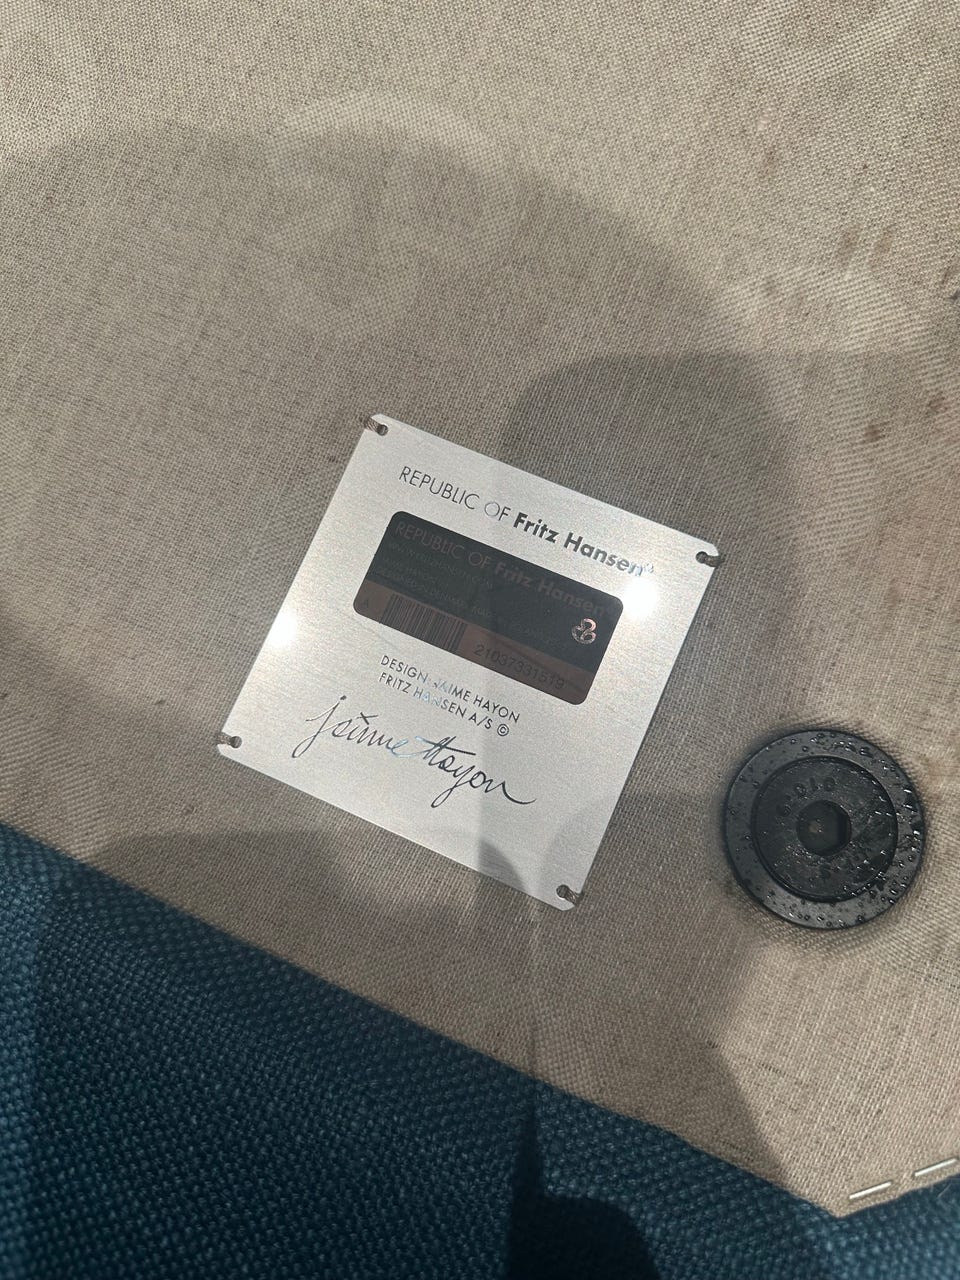 REPUBLIC OF Fritz Hansen®
REPUBLIC OF Fritz Hansen®
21037331519
DESIGN: JAIME HAYON
FRITZ HANSEN A/S ©
Jaime Hayon